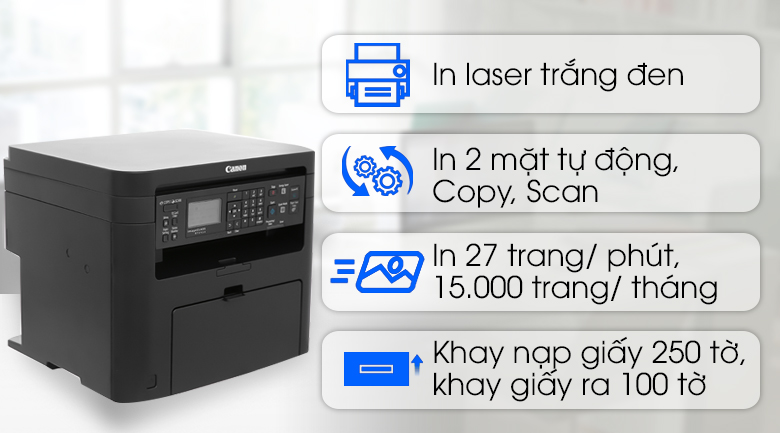 Canon
In laser trắng đen
In 2 mặt tự động,
Copy, Scan
In 27 trang/ phút,
15.000 trang/ tháng
Khay nạp giấy 250 tờ,
khay giấy ra 100 tờ